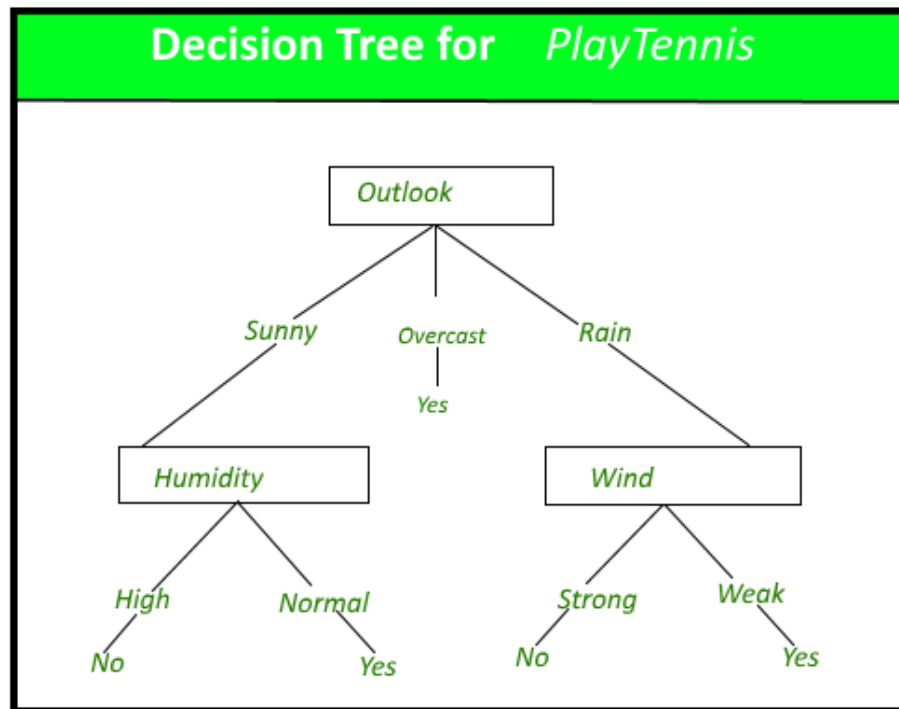 Decision Tree for PlayTennis
Outlook
Sunny Overcast Rain
Yes
Humidity Wind
High Normal Strong Weak
No Yes No Yes